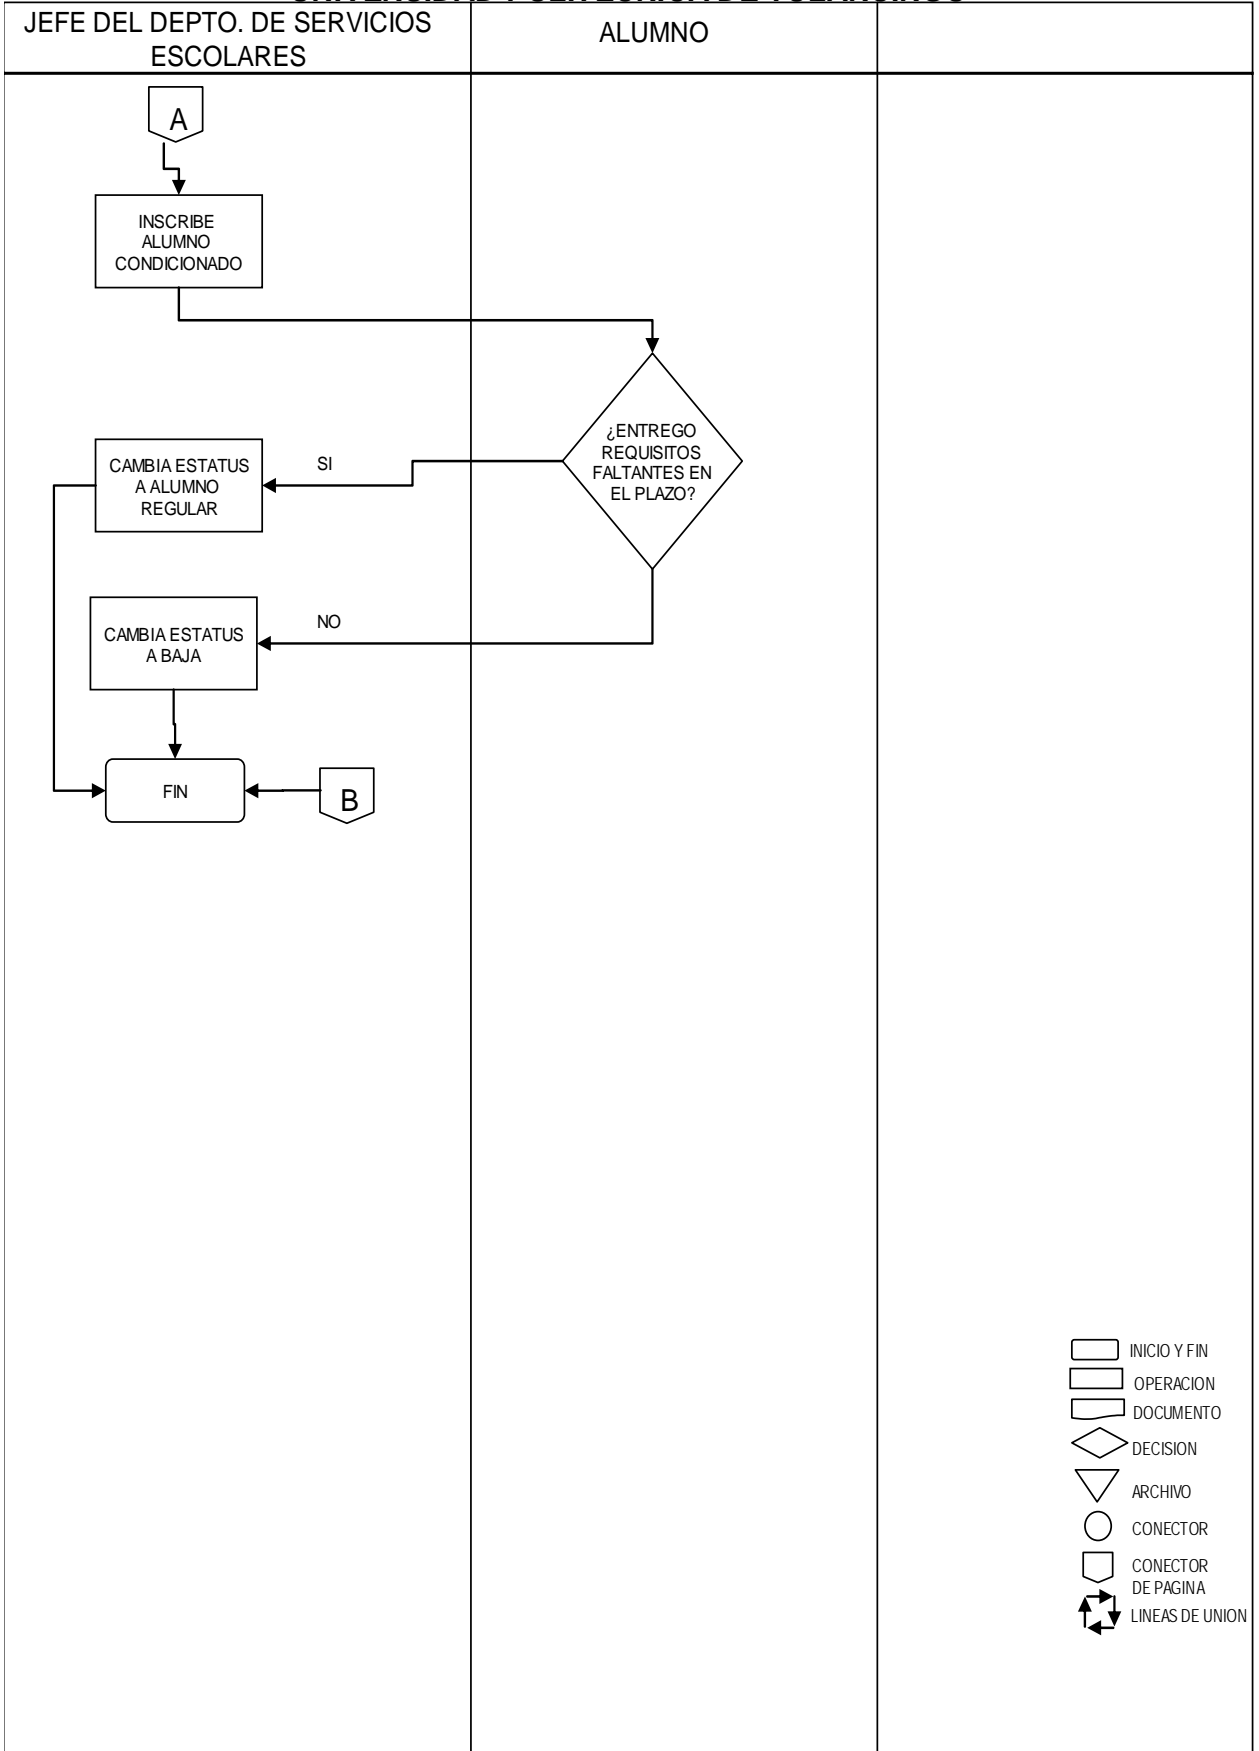 JEFE DEL DEPTO. DE SERVICIOS
ESCOLARES
ALUMNO
A
INSCRIBE
ALUMNO
CONDICIONADO
¿ENTREGO
REQUISITOS
FALTANTES EN
EL PLAZO?
SI
CAMBIA ESTATUS
A ALUMNO
REGULAR
NO
CAMBIA ESTATUS
A BAJA
FIN
B
INICIO Y FIN
OPERACION
DOCUMENTO
DECISION
ARCHIVO
CONECTOR
CONECTOR
DE PAGINA
LINEAS DE UNION